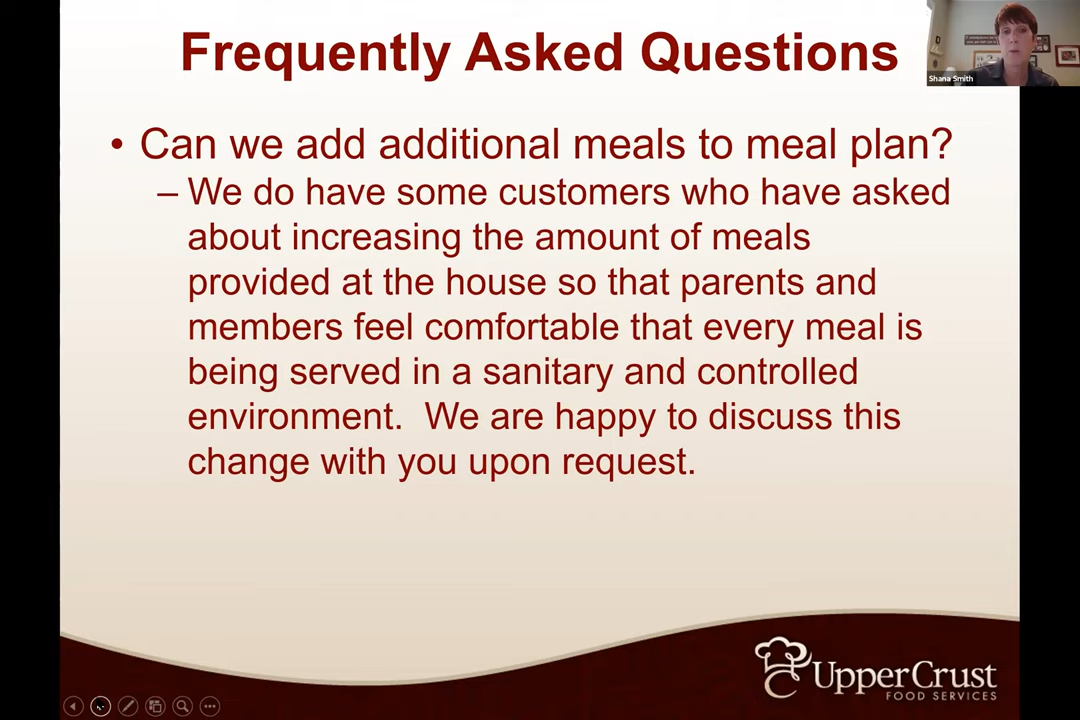 Frequently Asked Questions
Shana Smith
• Can we add additional meals to meal plan?
– We do have some customers who have asked
about increasing the amount of meals
provided at the house so that parents and
members feel comfortable that every meal is
being served in a sanitary and controlled
environment.  We are happy to discuss this
change with you upon request.
UpperCrust
FOOD SERVICES